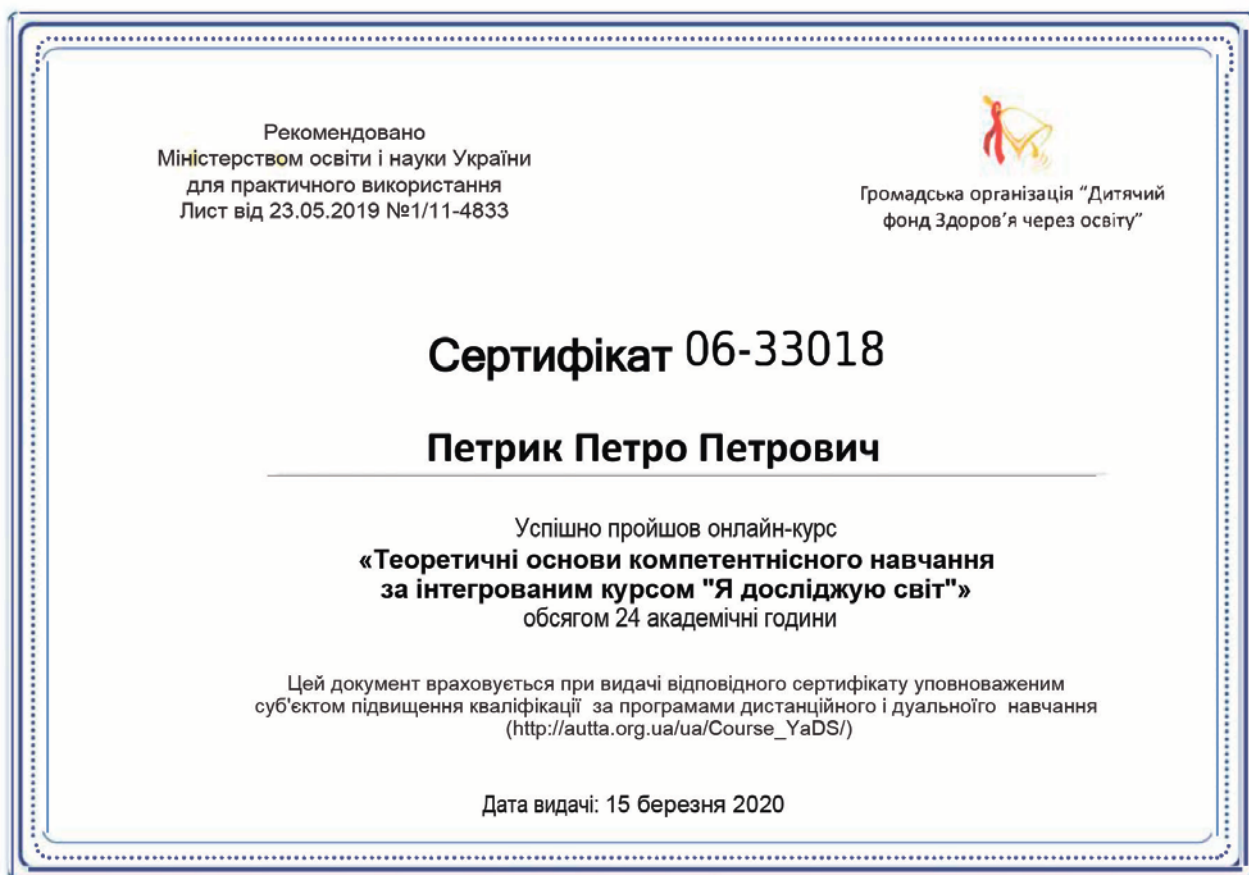 Рекомендовано
Міністерством освіти і науки України
для практичного використання
Лист від 23.05.2019 №1/11-4833
Громадська організація “Дитячий
фонд Здоров’я через освіту”
Сертифікат 06-33018
Петрик Петро Петрович
Успішно пройшов онлайн-курс
«Теоретичні основи компетентнісного навчання
за інтегрованим курсом "Я досліджую світ"»
обсягом 24 академічні години
Цей документ враховується при видачі відповідного сертифікату уповноваженим
суб'єктом підвищення кваліфікації за програмами дистанційного і дуальноїго навчання
(http://autta.org.ua/ua/Course_YaDS/)
Дата видачі: 15 березня 2020